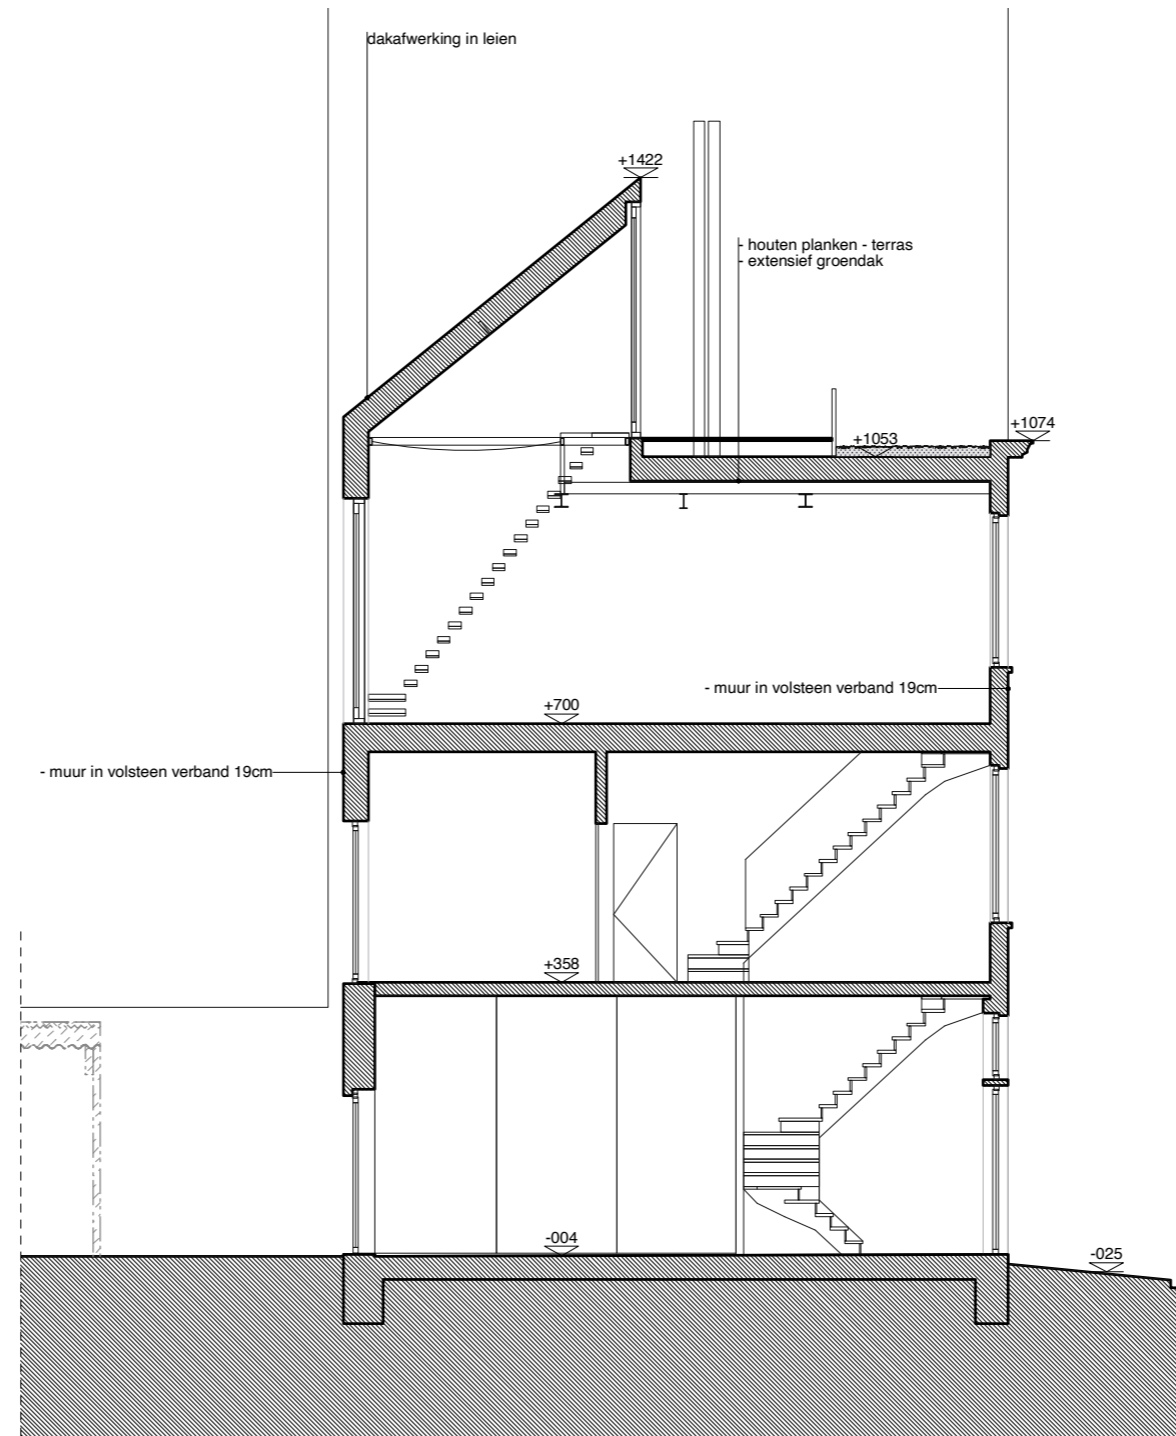 dakafwerking in leien
+1422
- houten planken - terras
- extensief groendak
+1074
+1053
- muur in volsteen verband 19cm
+700
- muur in volsteen verband 19cm
+358
-004
-025